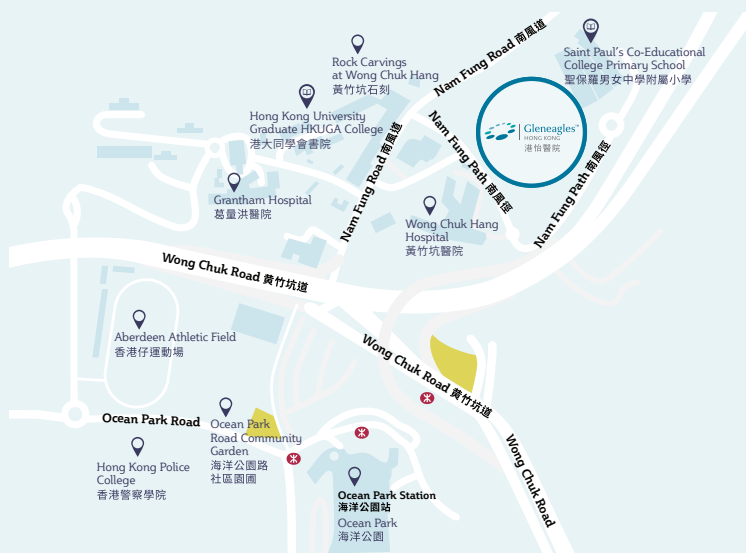 Nam Fung Road 南風道
Rock Carvings
at Wong Chuk Hang
黃竹坑石刻
Saint Paul's Co-Educational
College Primary School
聖保羅男女中學附屬小學
Hong Kong University
Graduate HKUGA College
港大同學會書院
Gleneagles™
HONG KONG
港怡醫院
Nam Fung Path 南風徑
Nam Fung Road 南風道
Nam Fung Path 南風徑
Grantham Hospital
葛量洪醫院
Wong Chuk Hang
Hospital
黃竹坑醫院
Wong Chuk Road 黄竹坑道
Aberdeen Athletic Field
香港仔運動場
Wong Chuk Road 黄竹坑道
Ocean Park Road
Ocean Park
Road Community
Garden
海洋公園路
社區園圃
Hong Kong Police
College
香港警察學院
Wong Chuk Road
Ocean Park Station
海洋公園站
Ocean Park
海洋公園